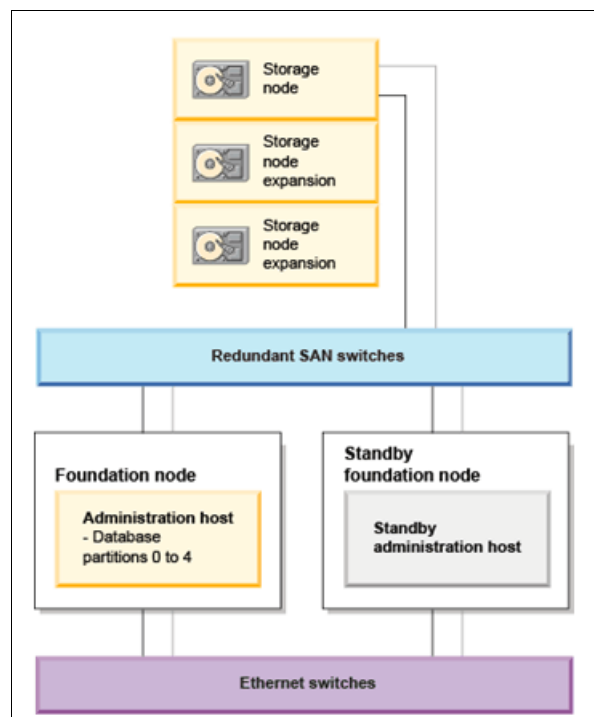 Storage
node
Storage
node
expansion
Storage
node
expansion
Redundant SAN switches
Foundation node
Administration host
- Database
partitions 0 to 4
Standby
foundation node
Standby
administration host
Ethernet switches